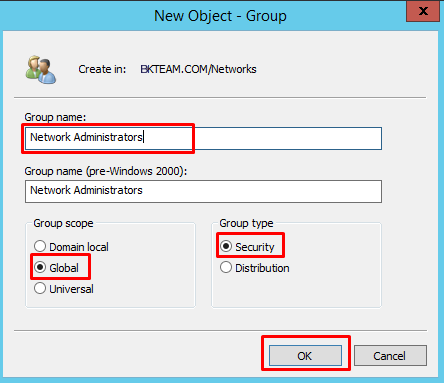 New Object - Group
x
Create in: BKTEAM.COM/Networks
Group name:
Network Administrators
Group name (pre-Windows 2000):
Network Administrators
Group scope
Domain local
Global
Universal
Group type
Security
Distribution
OK
Cancel